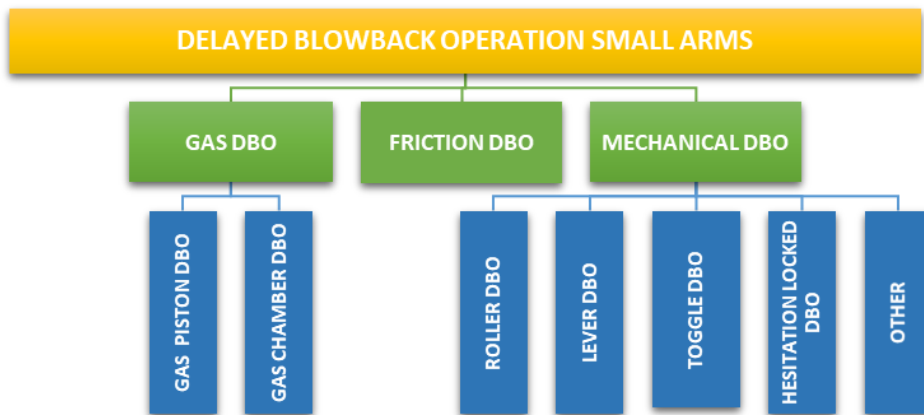 DELAYED BLOWBACK OPERATION SMALL ARMS
GAS DBO
FRICTION DBO
MECHANICAL DBO
GAS PISTON DBO
GAS CHAMBER DBO
ROLLER DBO
LEVER DBO
TOGGLE DBO
HESITATION LOCKED
DBO
OTHER